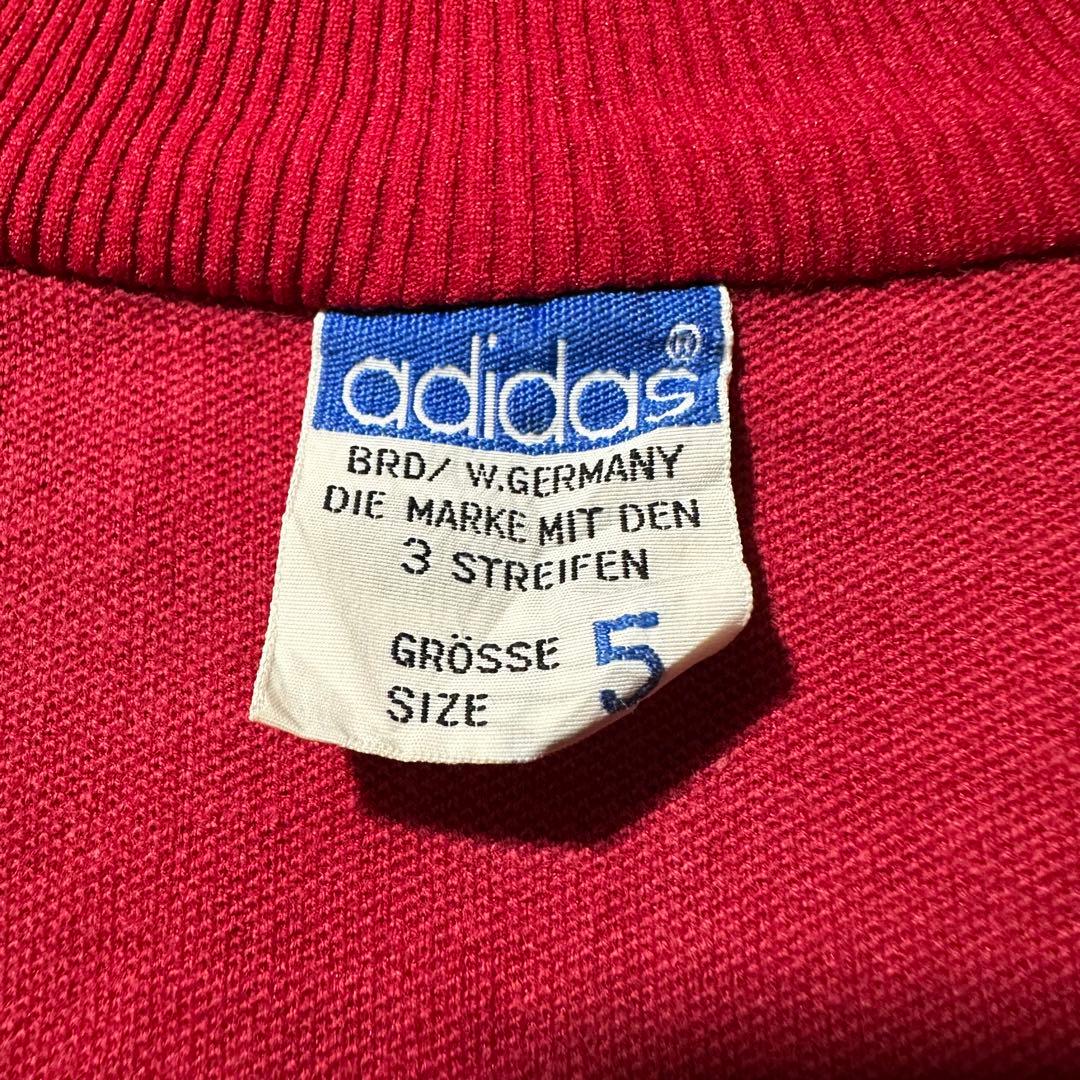 adidas®
BRD/ W.GERMANY
DIE MARKE MIT DEN
3 STREIFEN
GRÖSSE 5
SIZE